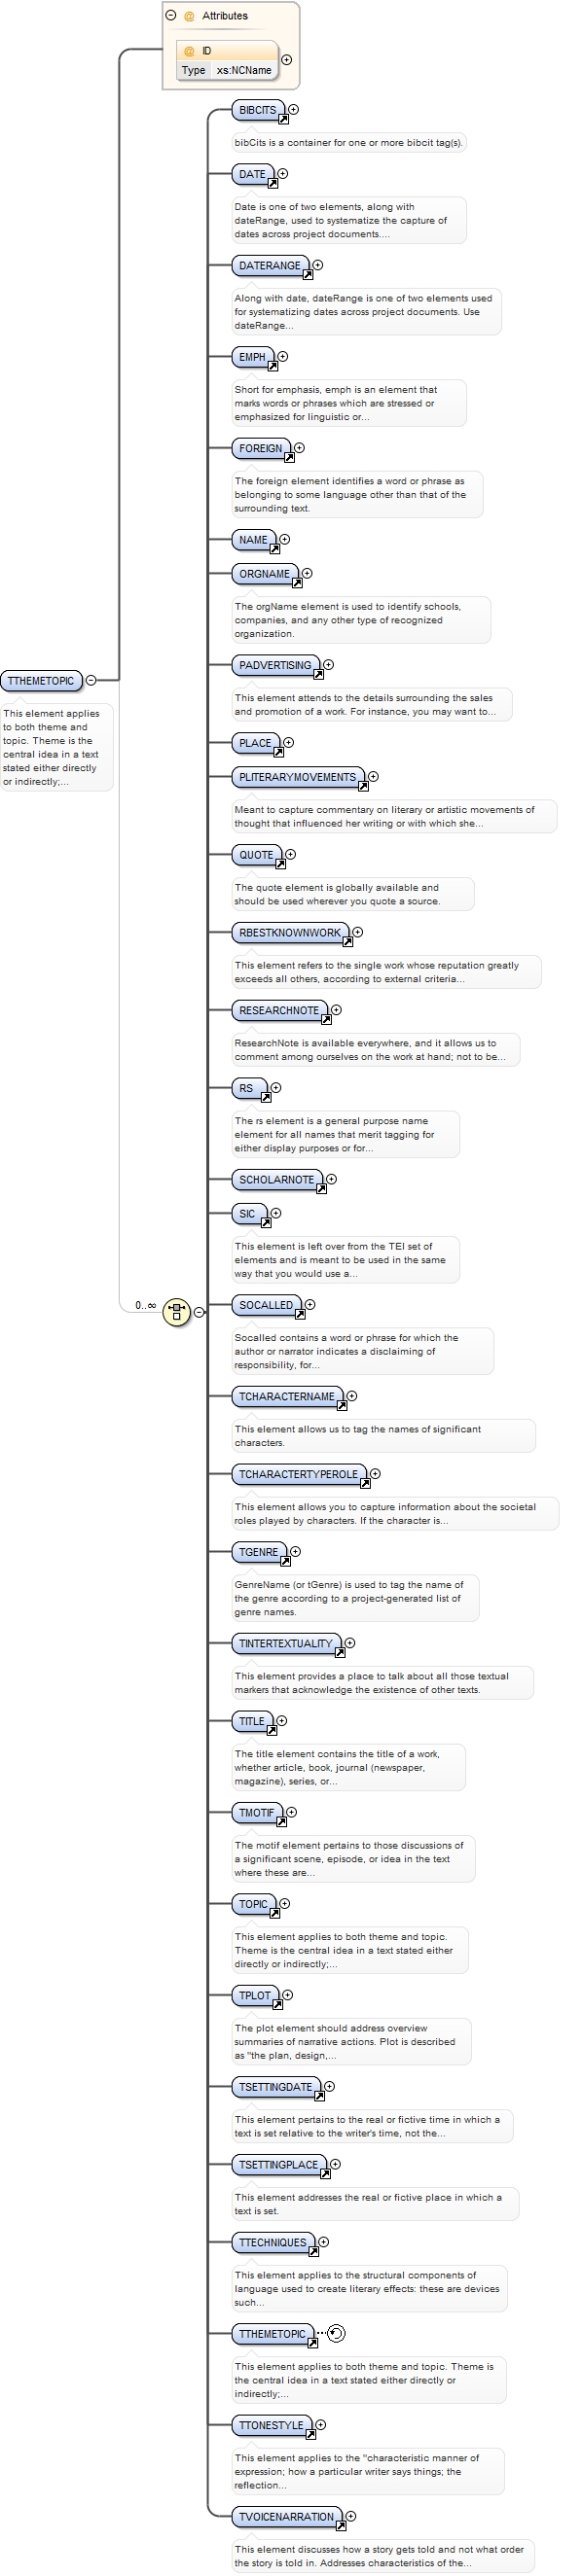 Attributes
@ ID
Type xs:NCName
BIBCITS
bibCits is a container for one or more bibcit tag(s).
DATE
Date is one of two elements, along with
dateRange, used to systematize the capture of
dates across project documents....
DATERANGE
Along with date, dateRange is one of two elements used
for systematizing dates across project documents. Use
dateRange...
EMPH
Short for emphasis, emph is an element that
marks words or phrases which are stressed or
emphasized for linguistic or...
FOREIGN
The foreign element identifies a word or phrase as
belonging to some language other than that of the
surrounding text.
NAME
ORGNAME
The orgName element is used to identify schools,
companies, and any other type of recognized
organization.
PADVERTISING
This element attends to the details surrounding the sales
and promotion of a work. For instance, you may want to...
TTHEMETOPIC
This element applies
to both theme and
topic. Theme is the
central idea in a text
stated either directly
or indirectly;...
PLACE
PLITERARYMOVEMENTS
Meant to capture commentary on literary or artistic movements of
thought that influenced her writing or with which she...
QUOTE
The quote element is globally available and
should be used wherever you quote a source.
RBESTKNOWNWORK
This element refers to the single work whose reputation greatly
exceeds all others, according to external criteria...
RESEARCHNOTE
ResearchNote is available everywhere, and it allows us to
comment among ourselves on the work at hand; not to be...
RS
The rs element is a general purpose name
element for all names that merit tagging for
either display purposes or for...
SCHOLARNOTE
SIC
This element is left over from the TEI set of
elements and is meant to be used in the same
way that you would use a...
0..∞
SOCALLED
Socalled contains a word or phrase for which the
author or narrator indicates a disclaiming of
responsibility, for...
TCHARACTERNAME
This element allows us to tag the names of significant
characters.
TCHARACTERTYPEROLE
This element allows you to capture information about the societal
roles played by characters. If the character is...
TGENRE
GenreName (or tGenre) is used to tag the name of
the genre according to a project-generated list of
genre names.
TINTERTEXTUALITY
This element provides a place to talk about all those textual
markers that acknowledge the existence of other texts.
TITLE
The title element contains the title of a work,
whether article, book, journal (newspaper,
magazine), series, or...
TMOTIF
The motif element pertains to those discussions of
a significant scene, episode, or idea in the text
where these are...
TOPIC
This element applies to both theme and topic.
Theme is the central idea in a text stated either
directly or indirectly;...
TPLOT
The plot element should address overview
summaries of narrative actions. Plot is described
as "the plan, design,...
TSETTINGDATE
This element pertains to the real or fictive time in which a
text is set relative to the writer's time, not the...
TSETTINGPLACE
This element addresses the real or fictive place in which a
text is set.
TTECHNIQUES
This element applies to the structural components of
language used to create literary effects: these are devices
such...
TTHEMETOPIC
This element applies to both theme and topic. Theme is
the central idea in a text stated either directly or
indirectly;...
TTONESTYLE
This element applies to the "characteristic manner of
expression; how a particular writer says things; the
reflection...
TVOICENARRATION
This element discusses how a story gets told and not what order
the story is told in. Addresses characteristics of the...